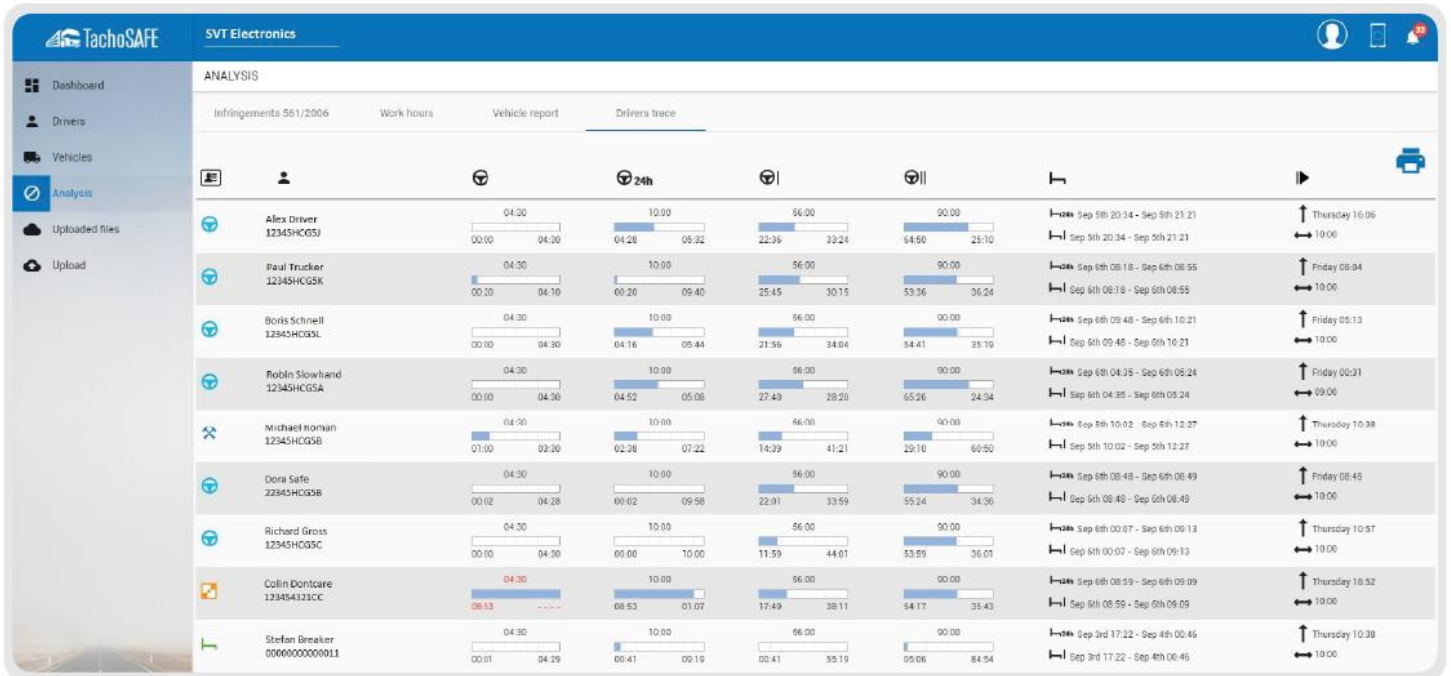 TachoSAFE
SVT Electronics
33
ANALYSIS
Dashboard
Drivers
Vehicles
Analysis
Uploaded files
Upload
Infringements 561/2006 Work hours Vehicle report Drivers trace
24h
04:30 10:00 56:00 90:00
Alex Driver 24h Sep 5th 20:34 - Sep 5th 21:21 Thursday 16:06
12345HCG5J 00:00 04:30 04:28 05:32 22:36 33:24 64:50 25:10 Sep 5th 20:34 - Sep 5th 21:21 10:00
04:30 10:00 56:00 90:00
Paul Trucker 24h Sep 6th 08:18 - Sep 6th 08:55 Friday 08:04
12345HCG5K 00:20 04:10 00:20 09:40 25:45 30:15 53:36 36:24 Sep 6th 08:18 - Sep 6th 08:55 10:00
04:30 10:00 56:00 90:00
Boris Schnell 24h Sep 6th 09:48 - Sep 6th 10:21 Friday 05:13
12345HCG5L 00:00 04:30 04:16 05:44 21:56 34:04 54:41 35:19 Sep 6th 09:48 - Sep 6th 10:21 10:00
04:30 10:00 56:00 90:00
Robin Slowhand 24h Sep 6th 04:35 - Sep 6th 05:24 Friday 00:31
12345HCG5A 00:00 04:30 04:52 05:08 27:40 28:20 65:26 24:34 Sep 6th 04:35 - Sep 6th 05:24 09:00
04:30 10:00 56:00 90:00
Michael Roman 24h Sep 5th 10:02 - Sep 5th 12:27 Thursday 10:38
12345HCG5B 01:00 03:30 02:38 07:22 14:39 41:21 29:10 60:50 Sep 5th 10:02 - Sep 5th 12:27 10:00
04:30 10:00 56:00 90:00
Dora Safe 24h Sep 6th 08:48 - Sep 6th 08:49 Friday 08:45
22345HCG5B 00:02 04:28 00:02 09:58 22:01 33:59 55:24 34:36 Sep 6th 08:48 - Sep 6th 08:49 10:00
04:30 10:00 56:00 90:00
Richard Gross 24h Sep 6th 00:07 - Sep 6th 09:13 Thursday 10:57
12345HCG5C 00:00 04:30 00:00 10:00 11:59 44:01 53:59 36:01 Sep 6th 00:07 - Sep 6th 09:13 10:00
04:30 10:00 56:00 90:00
Colin Dontcare 24h Sep 6th 08:59 - Sep 6th 09:09 Thursday 18:52
123454321CC 08:53 ---- 08:53 01:07 17:49 38:11 54:17 35:43 Sep 6th 08:59 - Sep 6th 09:09 10:00
04:30 10:00 56:00 90:00
Stefan Breaker 24h Sep 3rd 17:22 - Sep 4th 00:46 Thursday 10:38
00000000000011 00:01 04:29 00:41 09:19 00:41 55:19 05:06 84:54 Sep 3rd 17:22 - Sep 4th 00:46 10:00